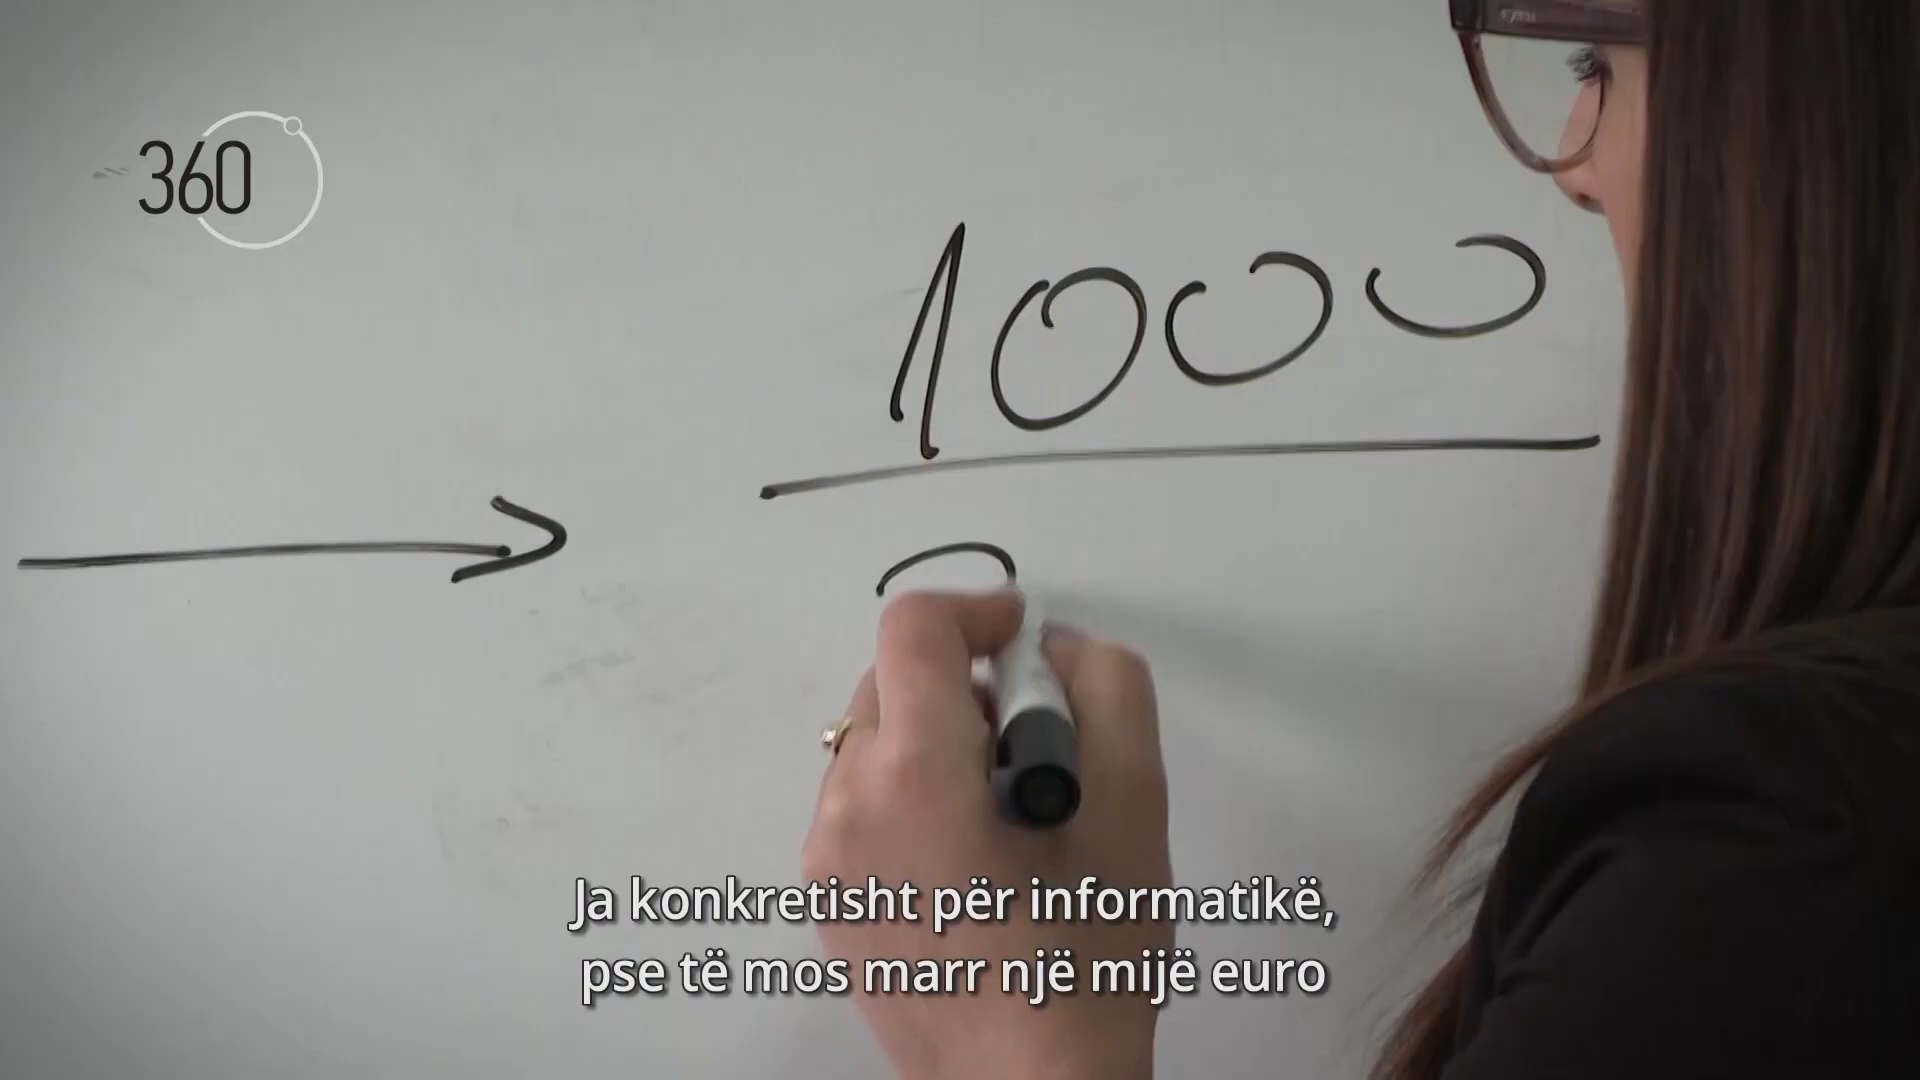 360
1000
Ja konkretisht për informatikë,
pse të mos marr një mijë euro